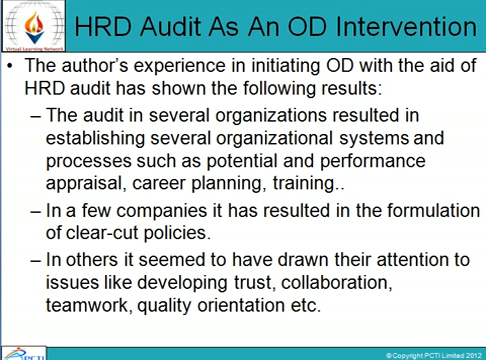 HRD Audit As An OD Intervention
Virtual Learning Network
• The author's experience in initiating OD with the aid of
HRD audit has shown the following results:
– The audit in several organizations resulted in
establishing several organizational systems and
processes such as potential and performance
appraisal, career planning, training..
– In a few companies it has resulted in the formulation
of clear-cut policies.
– In others it seemed to have drawn their attention to
issues like developing trust, collaboration,
teamwork, quality orientation etc.
PCTI
©Copyright PCTI Limited 2012